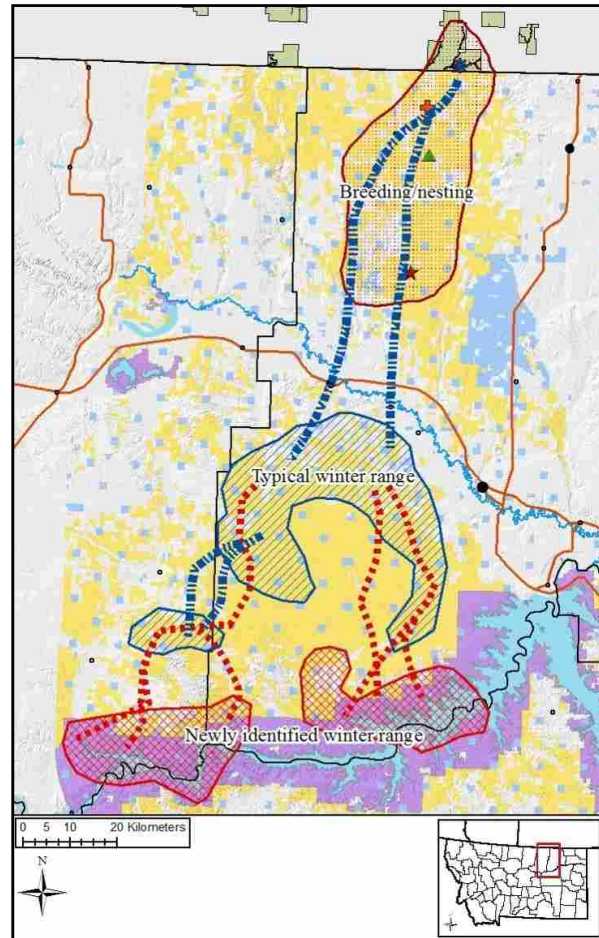 Breeding/nesting
Typical winter range
Newly identified winter range
0 5 10 20 Kilometers
N